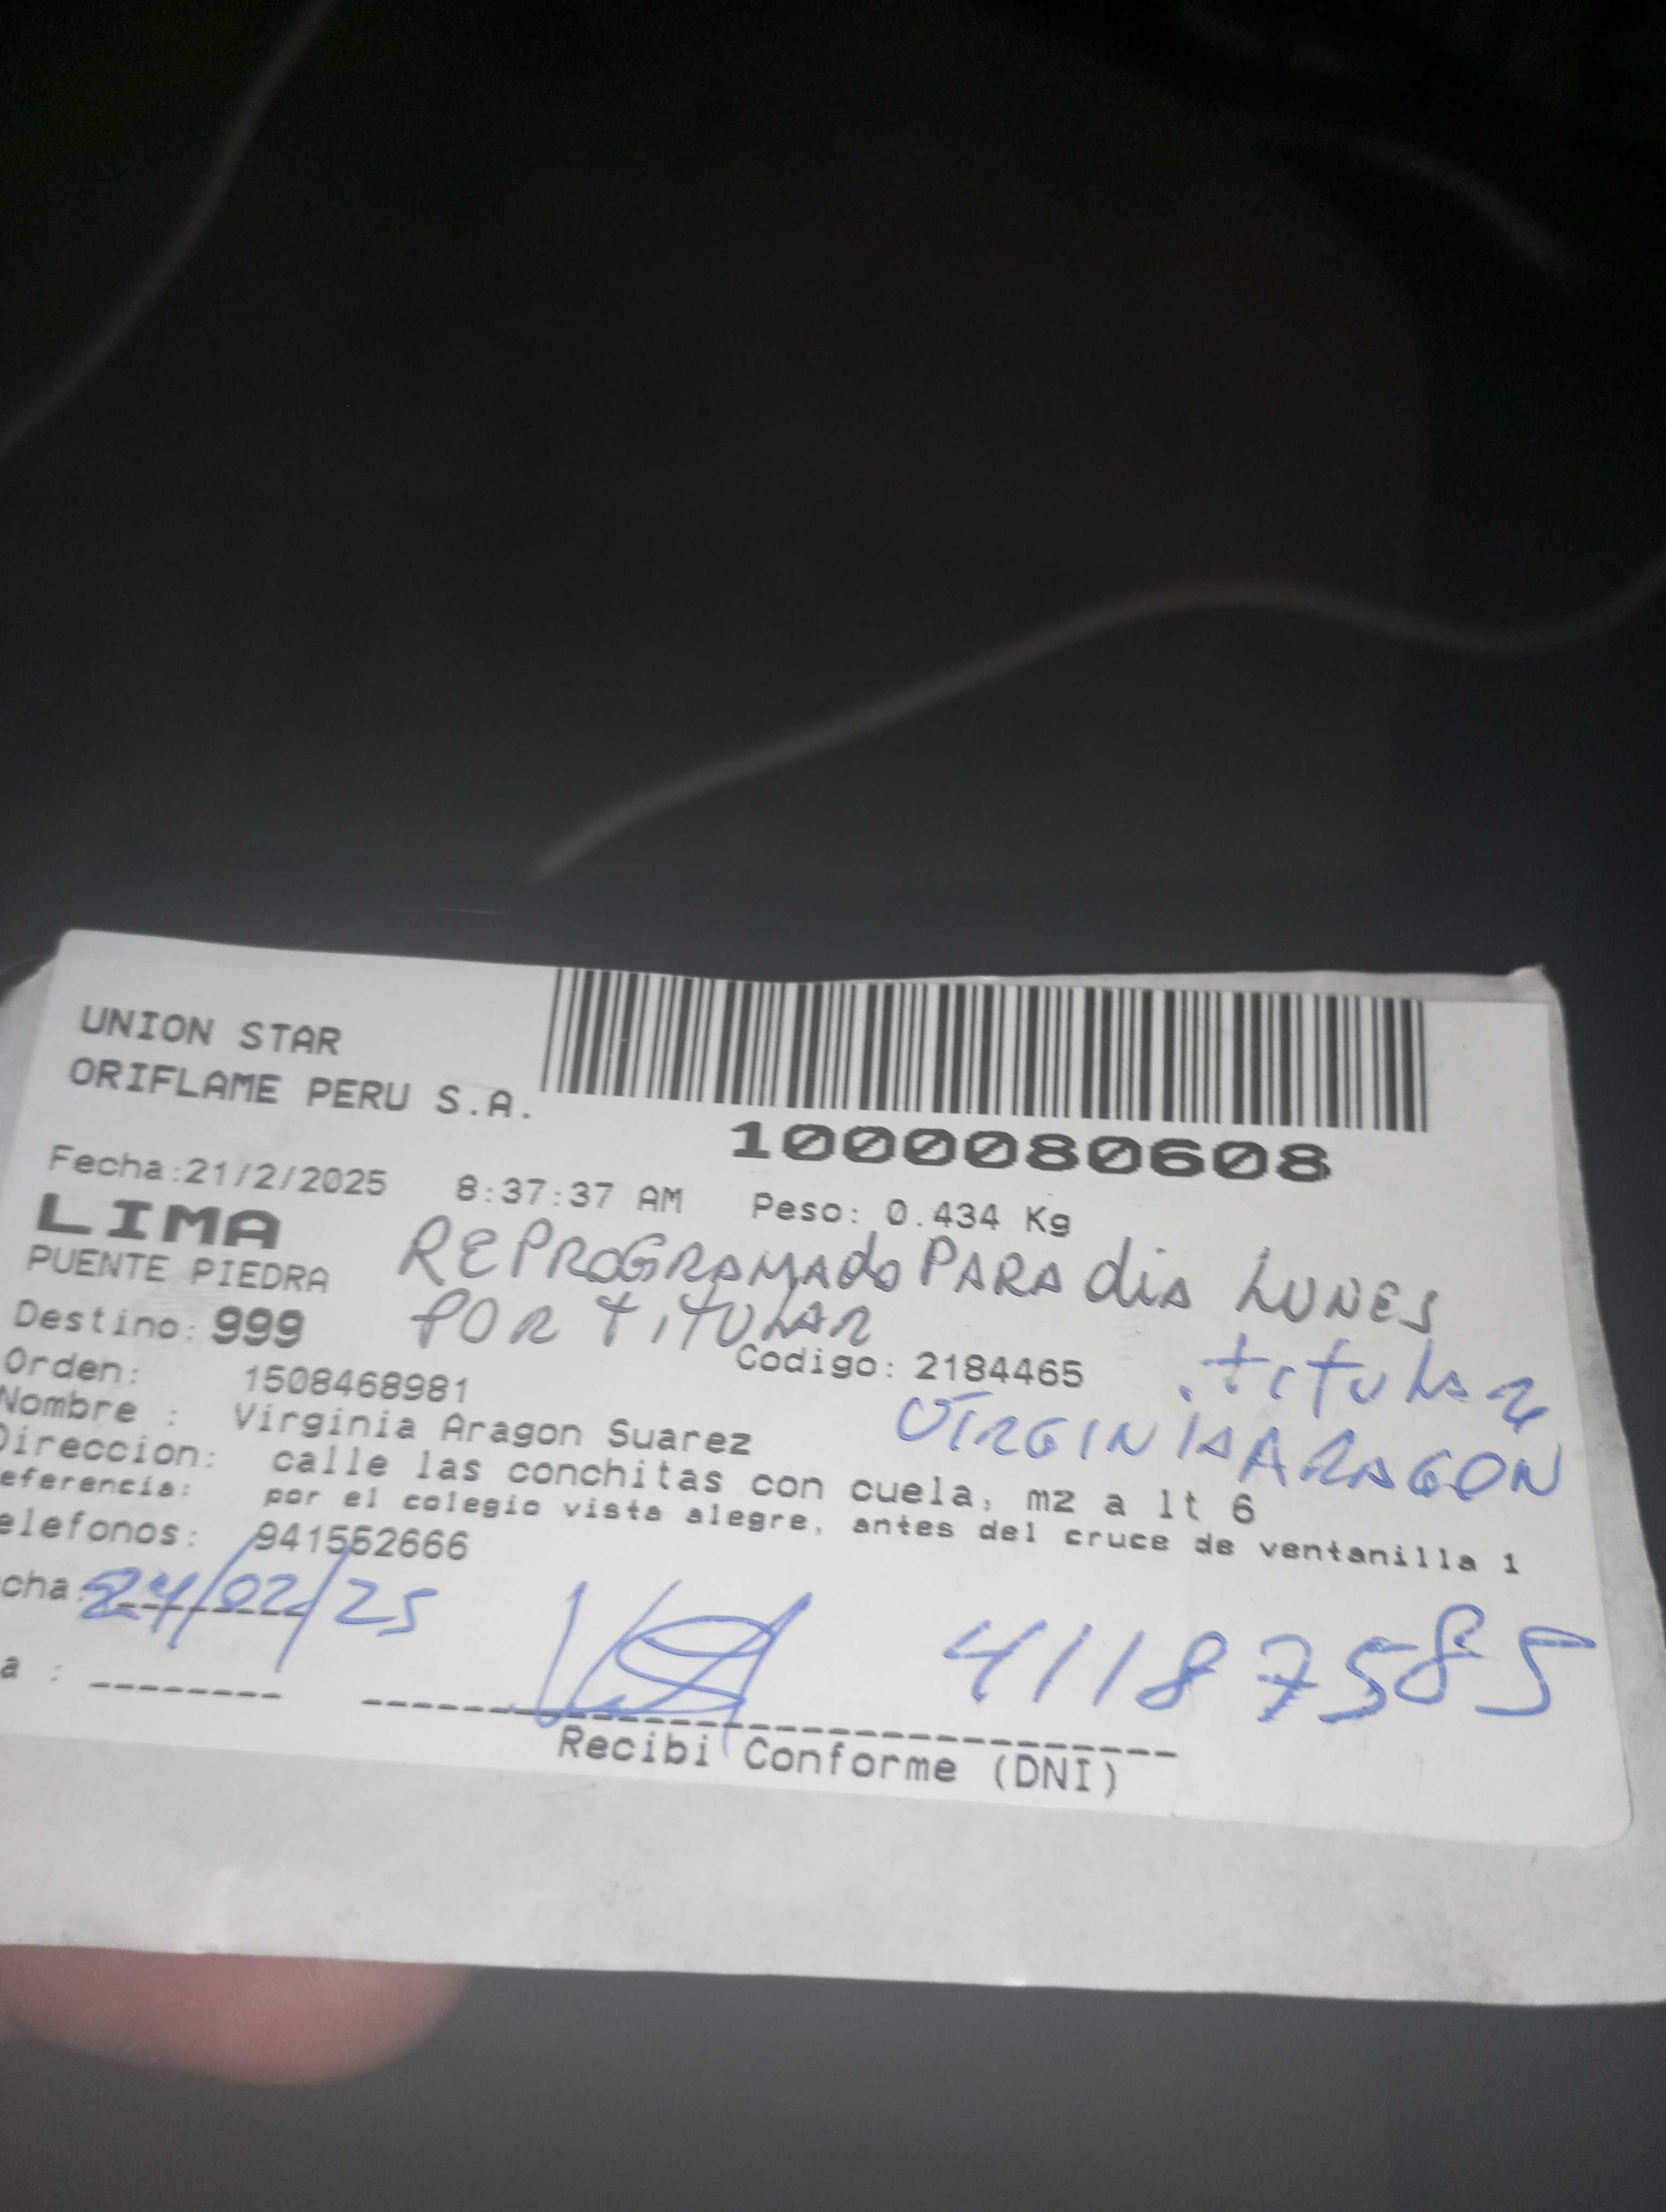 UNION STAR
ORIFLAME PERU S.A.
1000080608
Fecha:21/2/2025 8:37:37 AM Peso: 0.434 Kg
LIMA
PUENTE PIEDRA
REPROGRAMADO PARA dia LUNES
POR TITULAR
Destino: 999
Orden: 1508468981 Codigo: 2184465
.titular
VIRGINIA ARAGON
Nombre : Virginia Aragon Suarez
Direccion: calle las conchitas con cuela, mz a lt 6
eferencia: por el colegio vista alegre, antes del cruce de ventanilla 1
elefonos: 941552666
cha: 24/02/25
41187585
a :
Recibi Conforme (DNI)